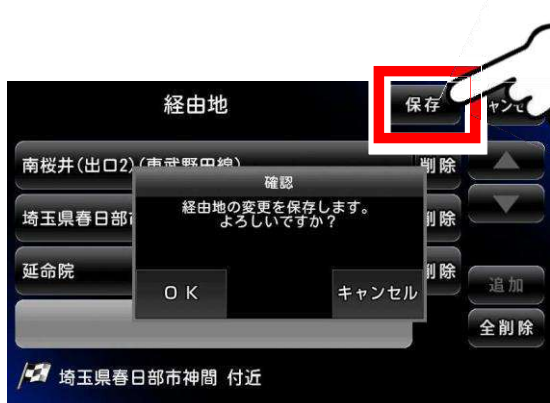 経由地
保存
南桜井(出口2)(東武野田線)
削除
確認
経由地の変更を保存します。
よろしいですか?
埼玉県春日部市
削除
延命院
削除
OK
キャンセル
追加
全削除
埼玉県春日部市神間 付近